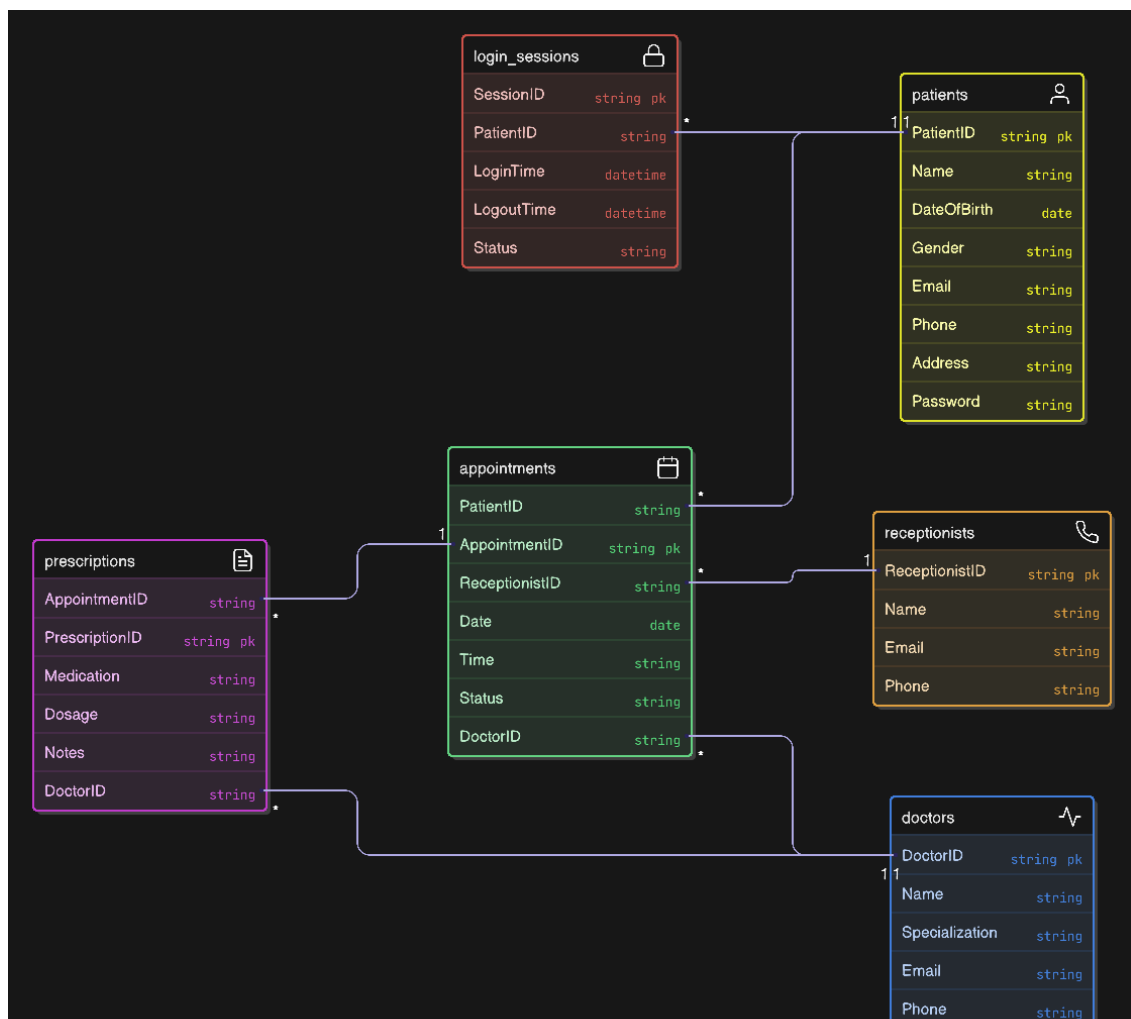 login_sessions
SessionID string pk
PatientID string
LoginTime datetime
LogoutTime datetime
Status string
*
1 1
patients
PatientID string pk
Name string
DateOfBirth date
Gender string
Email string
Phone string
Address string
Password string
appointments
PatientID string
AppointmentID string pk
ReceptionistID string
Date date
Time string
Status string
DoctorID string
*
1
*
*
receptionists
1
ReceptionistID string pk
Name string
Email string
Phone string
prescriptions
AppointmentID string
*
PrescriptionID string pk
Medication string
Dosage string
Notes string
DoctorID string
*
doctors
DoctorID string pk
1 1
Name string
Specialization string
Email string
Phone string